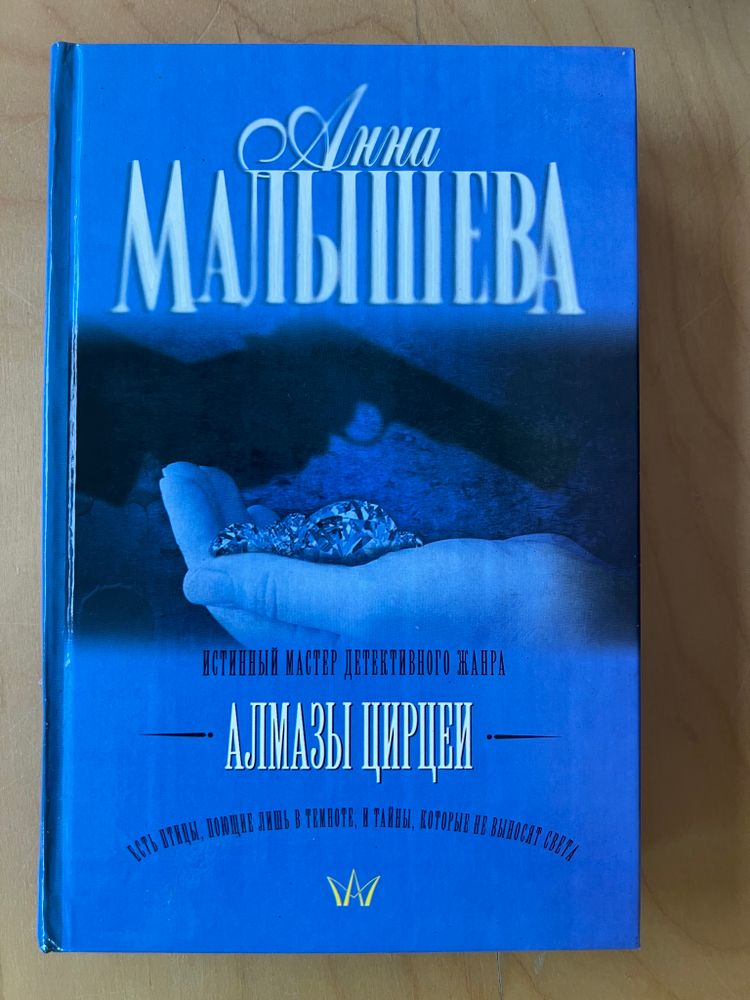 Анна
МАЛЫШЕВА
ИСТИННЫЙ МАСТЕР ДЕТЕКТИВНОГО ЖАНРА
АЛМАЗЫ ЦИРЦЕИ
ЕСТЬ ПТИЦЫ, ПОЮЩИЕ ЛИШЬ В ТЕМНОТЕ, И ТАЙНЫ, КОТОРЫЕ НЕ ВЫНОСЯТ СВЕТА